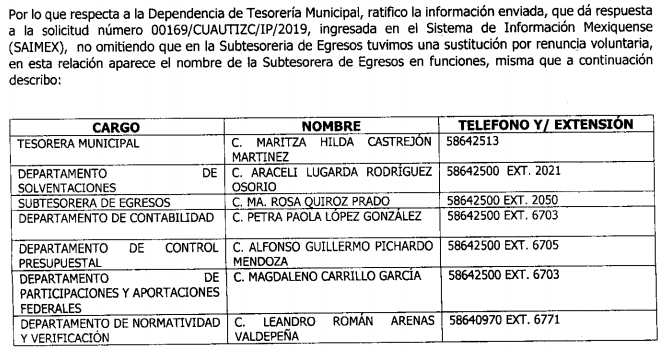 Por lo que respecta a la Dependencia de Tesorería Municipal, ratifico la información enviada, que dá respuesta
a la solicitud número 00169/CUAUTIZC/IP/2019, ingresada en el Sistema de Información Mexiquense
(SAIMEX), no omitiendo que en la Subtesoreria de Egresos tuvimos una sustitución por renuncia voluntaria,
en esta relación aparece el nombre de la Subtesorera de Egresos en funciones, misma que a continuación
describo:
CARGO NOMBRE TELEFONO Y/ EXTENSIÓN
TESORERA MUNICIPAL C. MARITZA HILDA CASTREJÓN 58642513
MARTINEZ
DEPARTAMENTO DE C. ARACELI LUGARDA RODRÍGUEZ 58642500 EXT. 2021
SOLVENTACIONES OSORIO
SUBTESORERA DE EGRESOS C. MA. ROSA QUIROZ PRADO 58642500 EXT. 2050
DEPARTAMENTO DE CONTABILIDAD C. PETRA PAOLA LÓPEZ GONZÁLEZ 58642500 EXT. 6703
DEPARTAMENTO DE CONTROL C. ALFONSO GUILLERMO PICHARDO 58642500 EXT. 6705
PRESUPUESTAL MENDOZA
DEPARTAMENTO DE C. MAGDALENO CARRILLO GARCÍA 58642500 EXT. 6703
PARTICIPACIONES Y APORTACIONES
FEDERALES
DEPARTAMENTO DE NORMATIVIDAD C. LEANDRO ROMÁN ARENAS 58640970 EXT. 6771
Y VERIFICACIÓN VALDEPEÑA